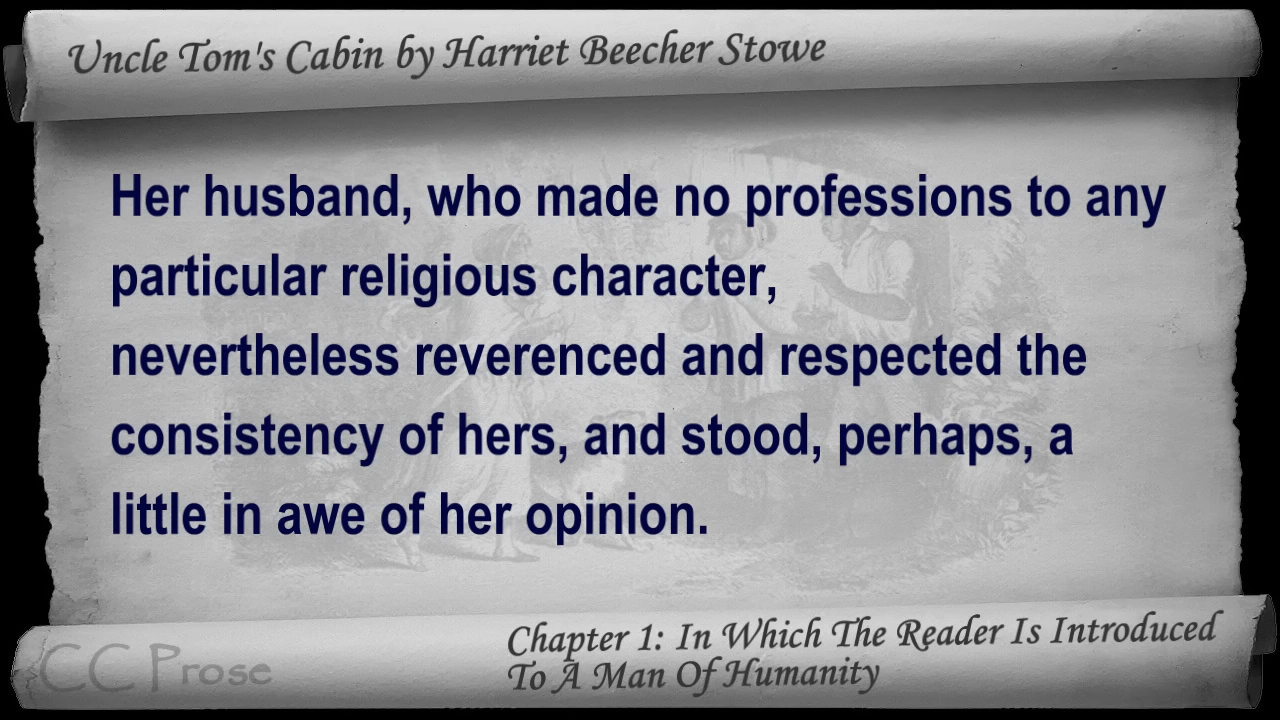 Uncle Tom's Cabin by Harriet Beecher Stowe
Her husband, who made no professions to any
particular religious character,
nevertheless reverenced and respected the
consistency of hers, and stood, perhaps, a
little in awe of her opinion.
Chapter 1: In Which The Reader Is Introduced
To A Man Of Humanity
CC Prose